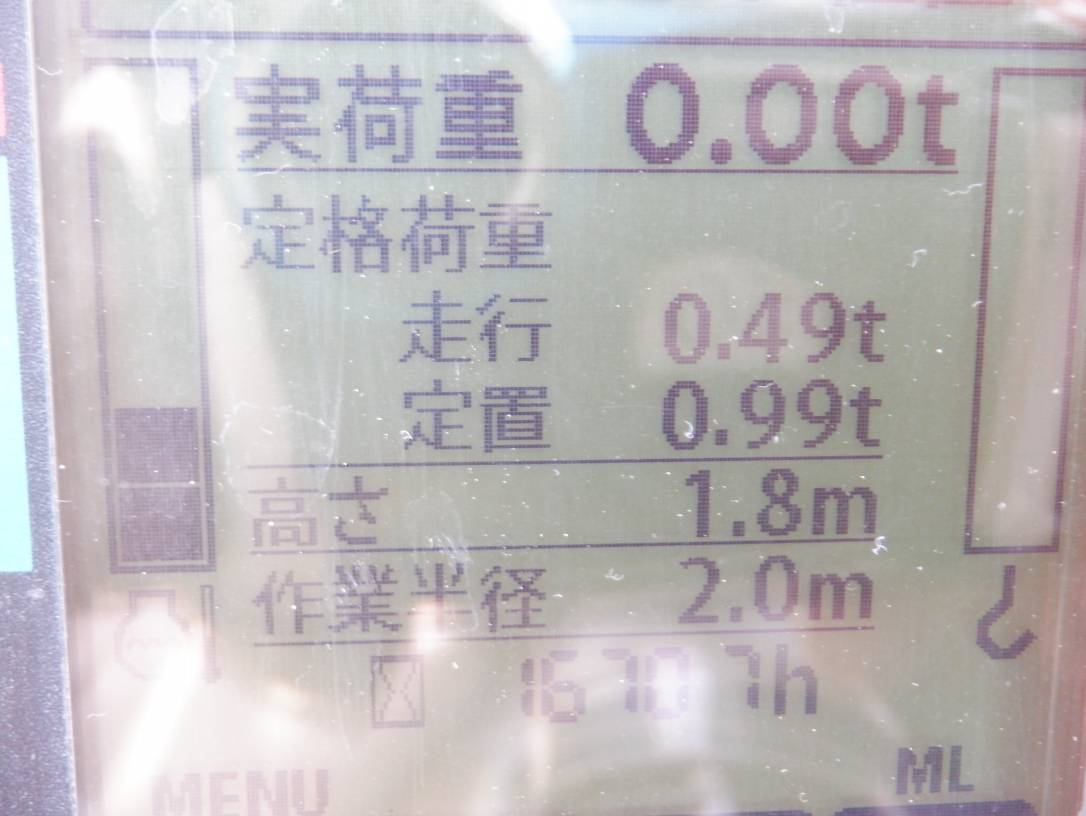 実荷重 0.00t
定格荷重
走行 0.49t
定置 0.99t
高さ 1.8m
作業半径 2.0m
MENU ML